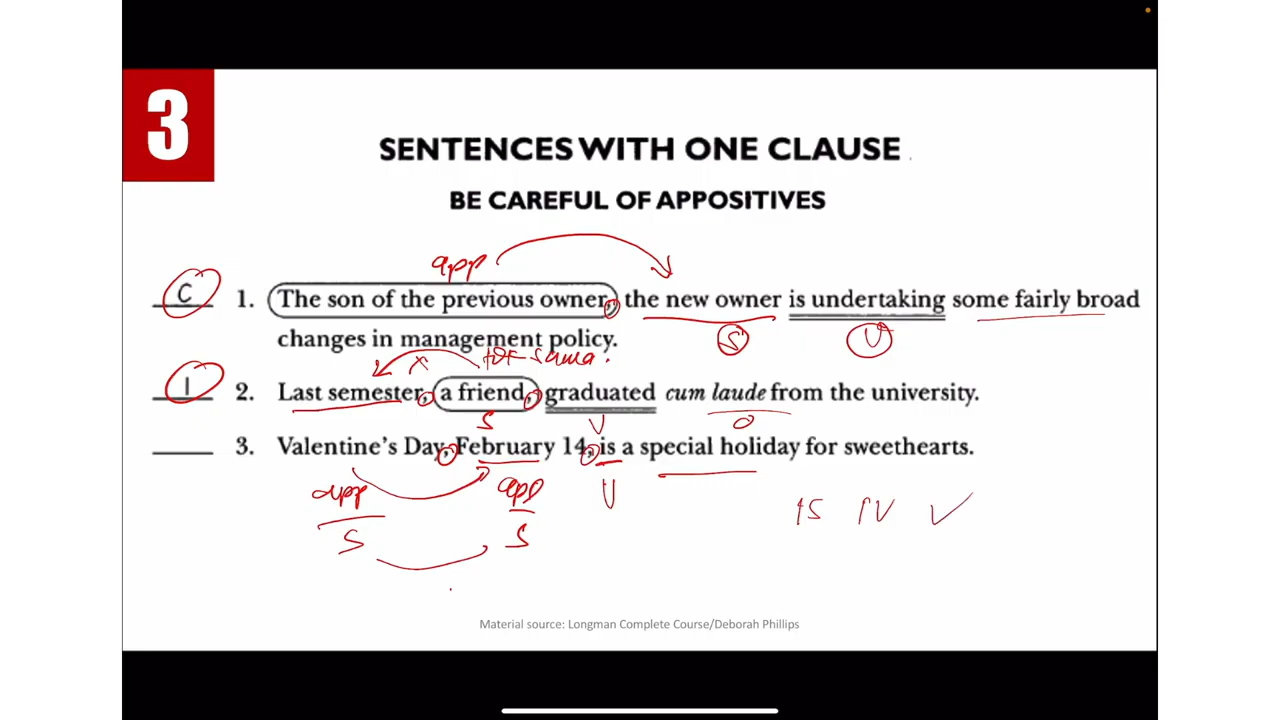 3
SENTENCES WITH ONE CLAUSE
BE CAREFUL OF APPOSITIVES
app
C 1. The son of the previous owner, the new owner is undertaking some fairly broad
changes in management policy.
S V
x
I 2. Last semester, a friend, graduated cum laude from the university.
S V
3. Valentine's Day, February 14, is a special holiday for sweethearts.
app app V
1S 1V ✓
S S
Material source: Longman Complete Course/Deborah Phillips